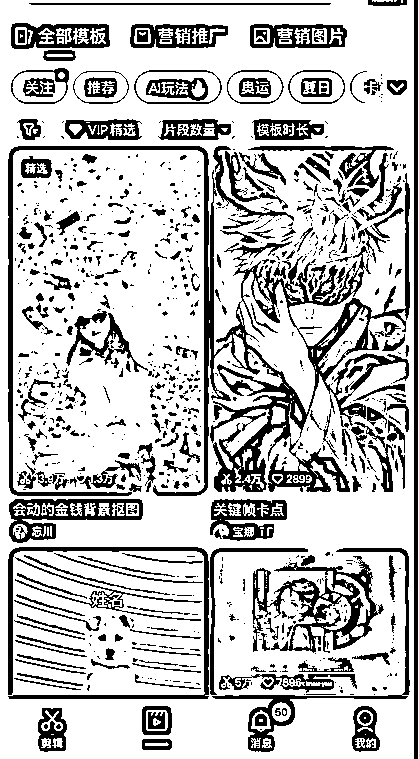 全部模板 营销推广 营销图片
关注 推荐 AI玩法 奥运 夏日 卡
VIP精选 片段数量 模板时长
精选
2.4万 2899
会动的金钱背景抠图 关键帧卡点
忘川
姓名
6万
剪辑 消息 60 我的